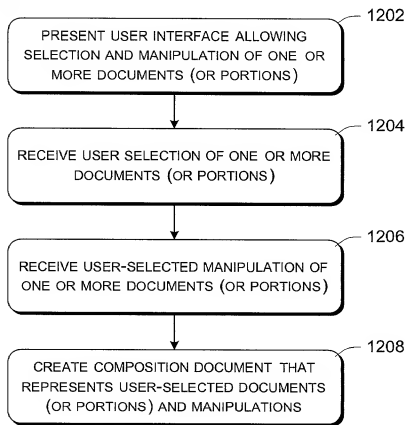 1202
PRESENT USER INTERFACE ALLOWING
SELECTION AND MANIPULATION OF ONE OR
MORE DOCUMENTS (OR PORTIONS)
1204
RECEIVE USER SELECTION OF ONE OR MORE
DOCUMENTS (OR PORTIONS)
1206
RECEIVE USER-SELECTED MANIPULATION OF
ONE OR MORE DOCUMENTS (OR PORTIONS)
1208
CREATE COMPOSITION DOCUMENT THAT
REPRESENTS USER-SELECTED DOCUMENTS
(OR PORTIONS) AND MANIPULATIONS